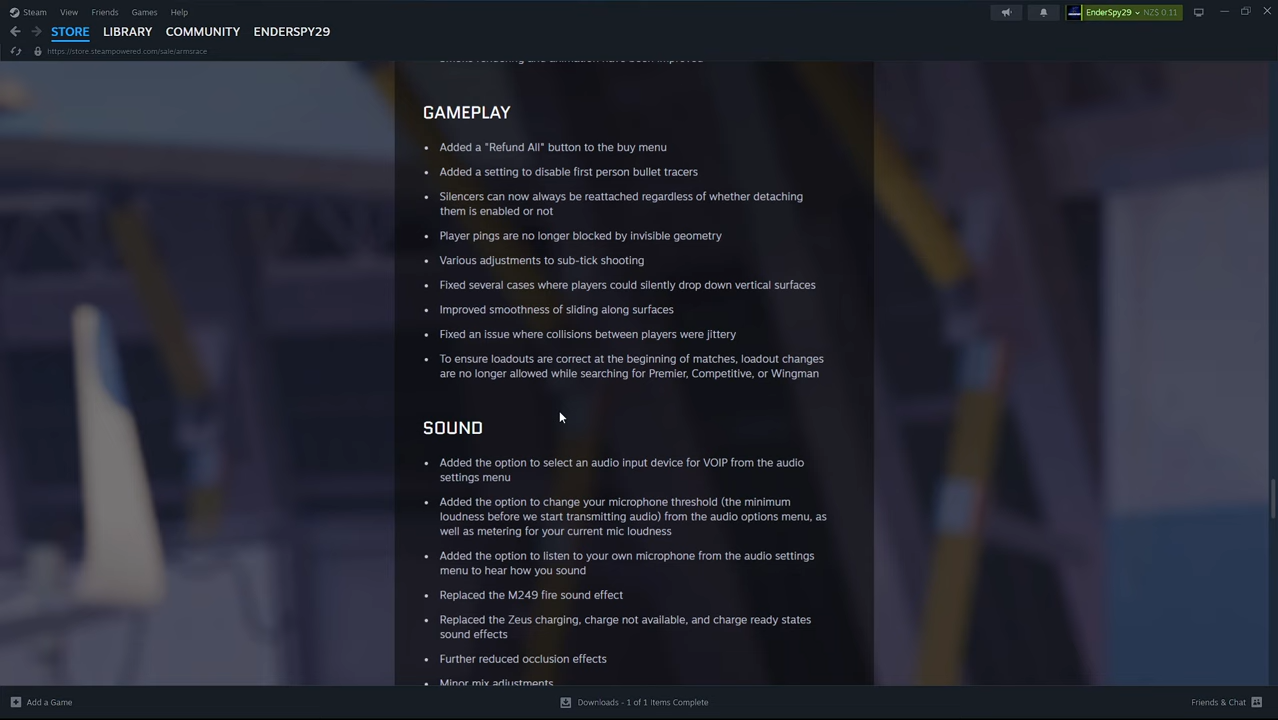 Steam View Friends Games Help
EnderSpy29 NZ$ 0.11
STORE LIBRARY COMMUNITY ENDERSPY29
https://store.steampowered.com/sale/armsrace
Smoke rendering and animation have been improved
GAMEPLAY
• Added a "Refund All" button to the buy menu
• Added a setting to disable first person bullet tracers
• Silencers can now always be reattached regardless of whether detaching
them is enabled or not
• Player pings are no longer blocked by invisible geometry
• Various adjustments to sub-tick shooting
• Fixed several cases where players could silently drop down vertical surfaces
• Improved smoothness of sliding along surfaces
• Fixed an issue where collisions between players were jittery
• To ensure loadouts are correct at the beginning of matches, loadout changes
are no longer allowed while searching for Premier, Competitive, or Wingman
SOUND
• Added the option to select an audio input device for VOIP from the audio
settings menu
• Added the option to change your microphone threshold (the minimum
loudness before we start transmitting audio) from the audio options menu, as
well as metering for your current mic loudness
• Added the option to listen to your own microphone from the audio settings
menu to hear how you sound
• Replaced the M249 fire sound effect
• Replaced the Zeus charging, charge not available, and charge ready states
sound effects
• Further reduced occlusion effects
• Minor mix adjustments
Add a Game
Downloads - 1 of 1 Items Complete
Friends & Chat